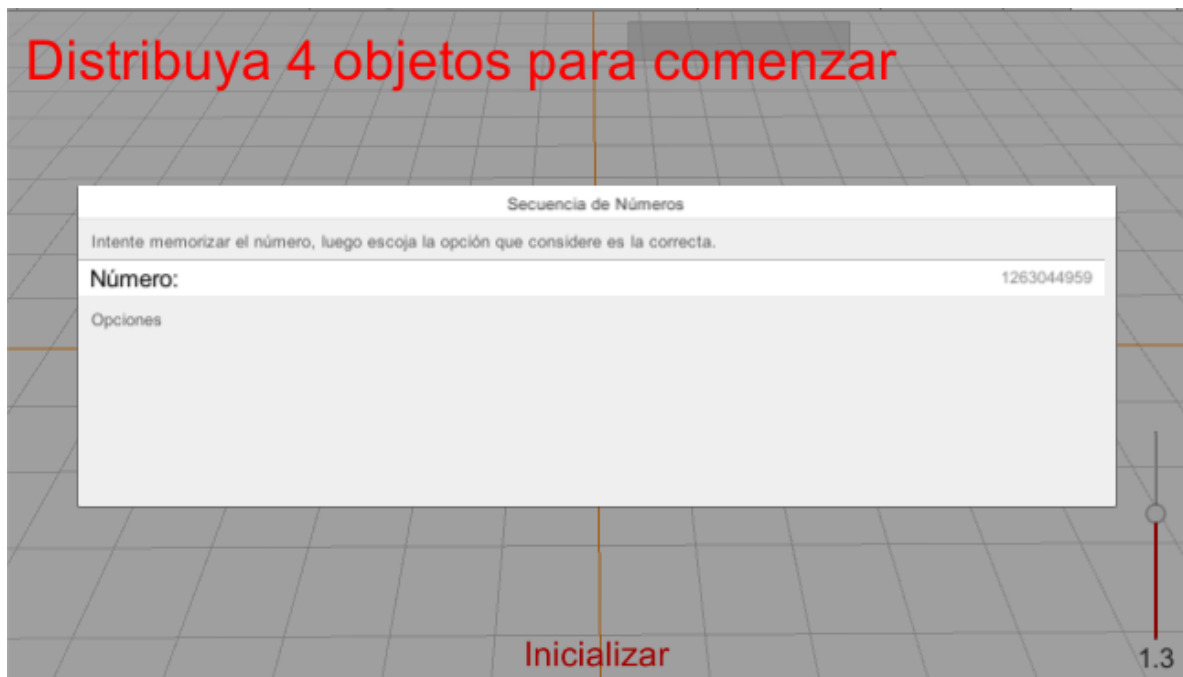 Distribuya 4 objetos para comenzar
Secuencia de Números
Intente memorizar el número, luego escoja la opción que considere es la correcta.
Número: 1263044959
Opciones
Inicializar
1.3